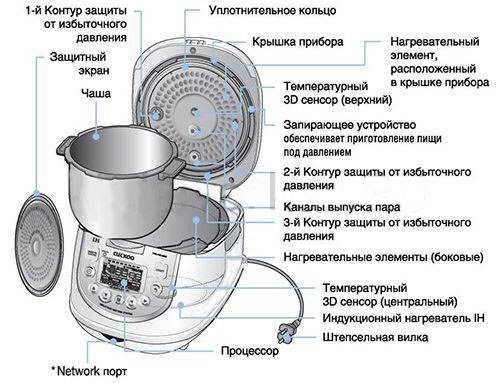 1-й Контур защиты
от избыточного
давления
Уплотнительное кольцо
Крышка прибора
Нагревательный
элемент,
расположенный
в крышке прибора
Защитный
экран
Чаша
Температурный
3D сенсор (верхний)
Запирающее устройство
обеспечивает приготовление пищи
под давлением
2-й Контур защиты от избыточного
давления
Каналы выпуска пара
3-й Контур защиты от избыточного
давления
Нагревательные элементы (боковые)
IH
CUCKOO
Температурный
3D сенсор (центральный)
Индукционный нагреватель IH
Штепсельная вилка
Процессор
* Network порт